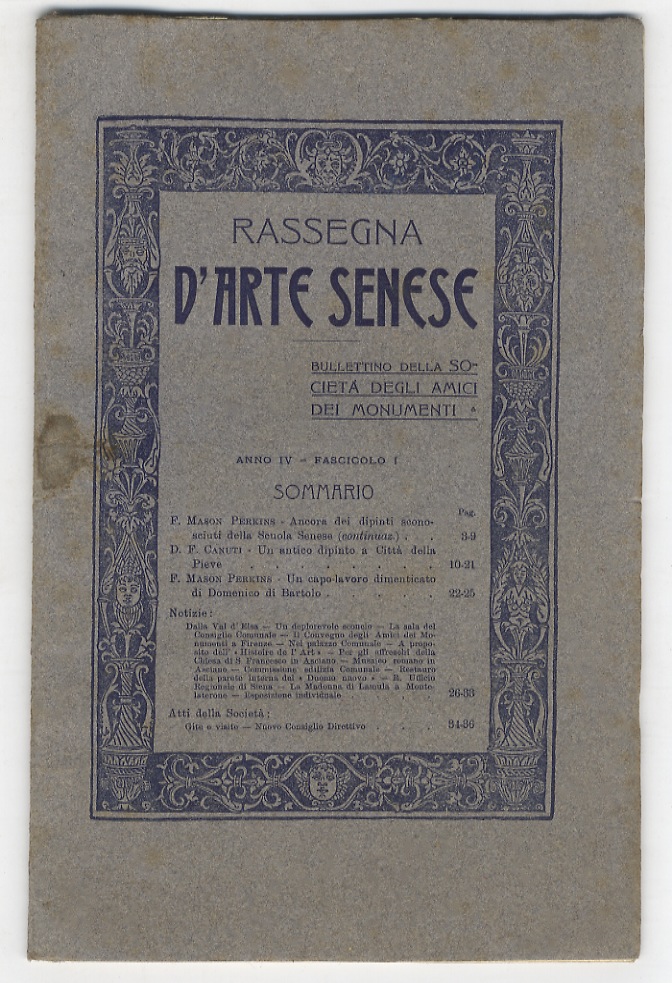 RASSEGNA
D'ARTE SENESE
BULLETTINO DELLA SO-
CIETÁ DEGLI AMICI
DEI MONUMENTI
ANNO IV - FASCICOLO I
SOMMARIO
Pag.
F. MASON PERKINS - Ancora dei dipinti scono-
sciuti della Scuola Senese (continuaz.) . . 3-9
D. F. CANUTI - Un antico dipinto a Città della
Pieve . . . . . . . 10-21
F. MASON PERKINS - Un capo-lavoro dimenticato
di Domenico di Bartolo . . . . . 22-25
Notizie:
Dalla Val d'Elsa — Un deplorevole sconcio — La sala del
Consiglio Comunale — Il Convegno degli Amici dei Mo-
numenti a Firenze — Nel palazzo Comunale — A propo-
sito dell' « Histoire de l'Art » — Per gli affreschi della
Chiesa di S. Francesco in Asciano — Musaico romano in
Asciano — Commissione edilizia Comunale — Restauro
della parete interna del « Duomo nuovo » — R. Ufficio
Regionale di Siena — La Madonna di Lamula a Monte-
laterone — Esposizione individuale . . . 26-33
Atti della Società:
Gite e visite — Nuovo Consiglio Direttivo . . . 34-36